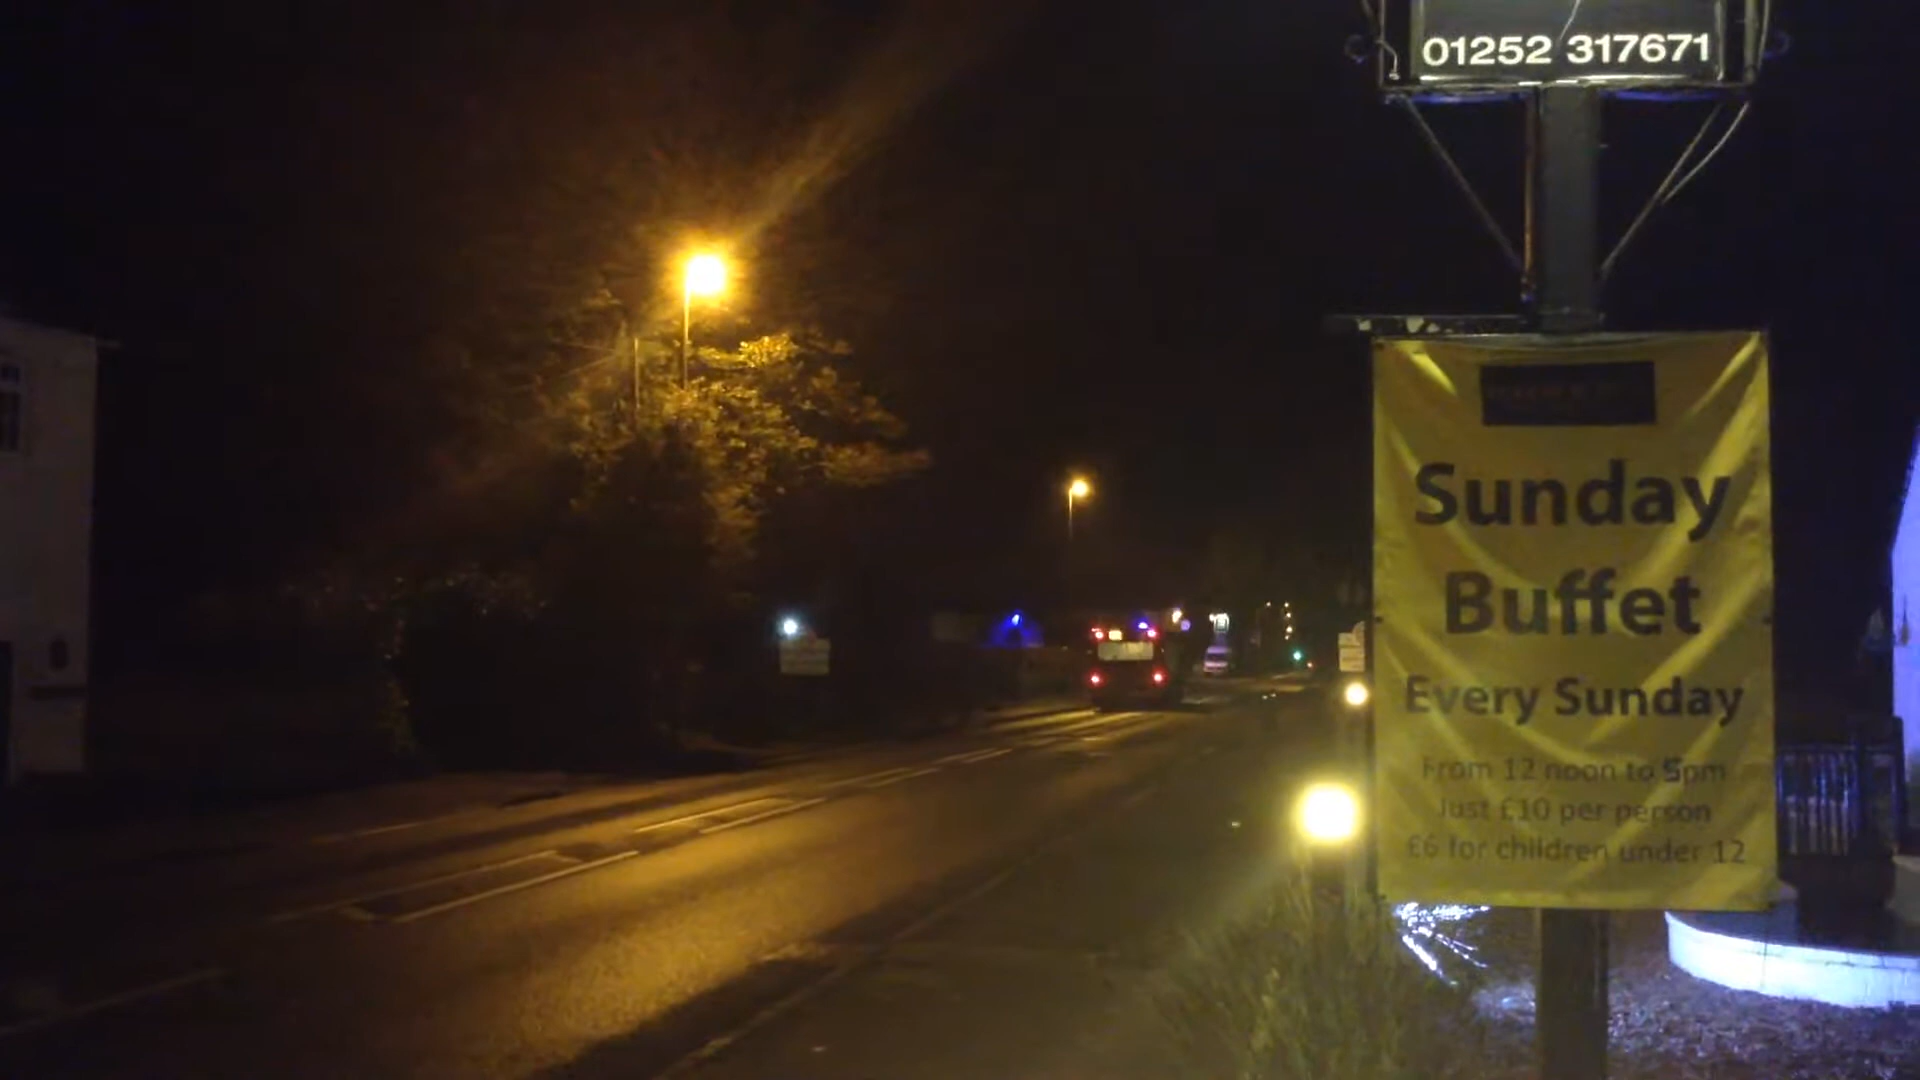 01252 317671
Sunday
Buffet
Every Sunday
From 12 noon to 5pm
Just £10 per person
£6 for children under 12